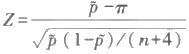 Z = (p̃ − π) / √(p̃ (1−p̃) / (n+4))